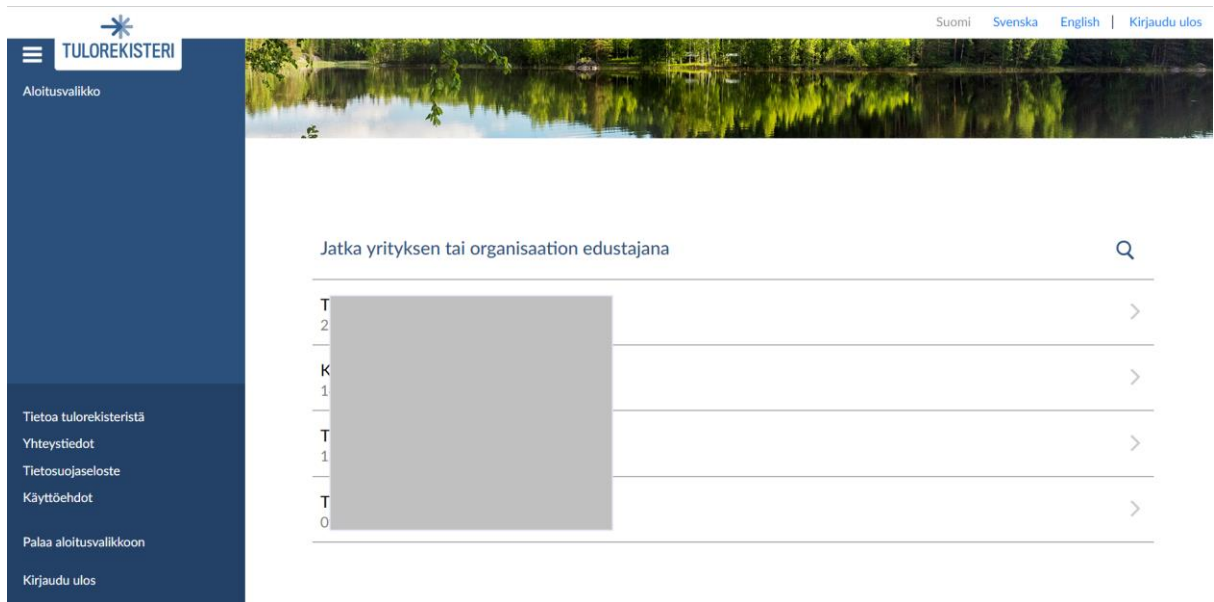 Suomi Svenska English | Kirjaudu ulos
TULOREKISTERI
Aloitusvalikko
Jatka yrityksen tai organisaation edustajana
T
2
K
1
T
1
T
0
Tietoa tulorekisteristä
Yhteystiedot
Tietosuojaseloste
Käyttöehdot
Palaa aloitusvalikkoon
Kirjaudu ulos